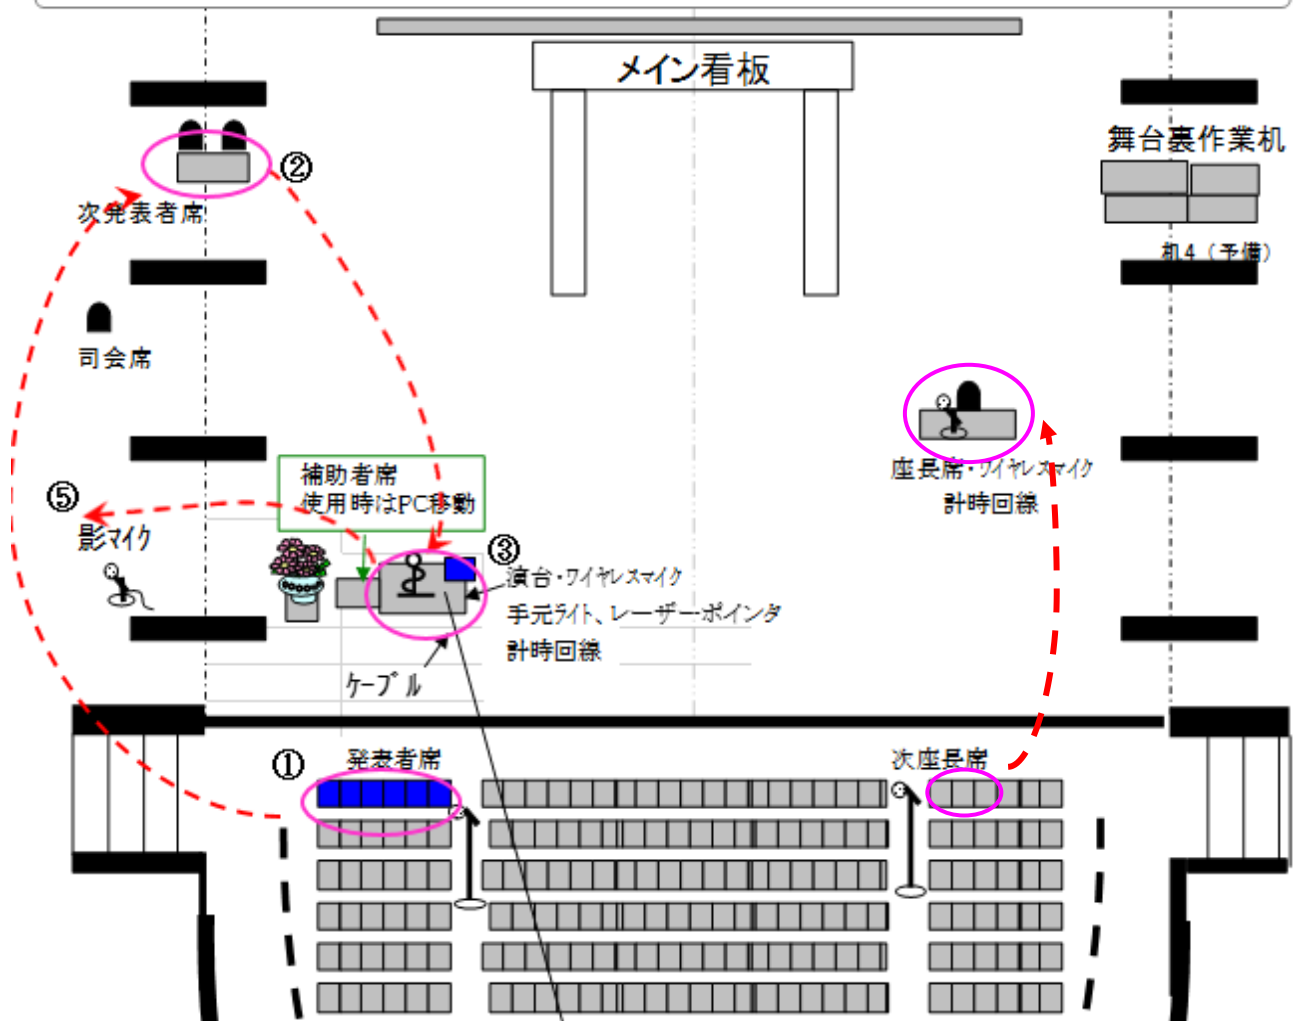 メイン看板
舞台裏作業机
②
次発表者席
机4（予備）
司会席
補助者席
使用時はPC移動
座長席・ワイヤレスマイク
計時回線
⑤
影マイク
③
演台・ワイヤレスマイク
手元ライト、レーザーポインタ
計時回線
ケーブル
①
発表者席
次座長席